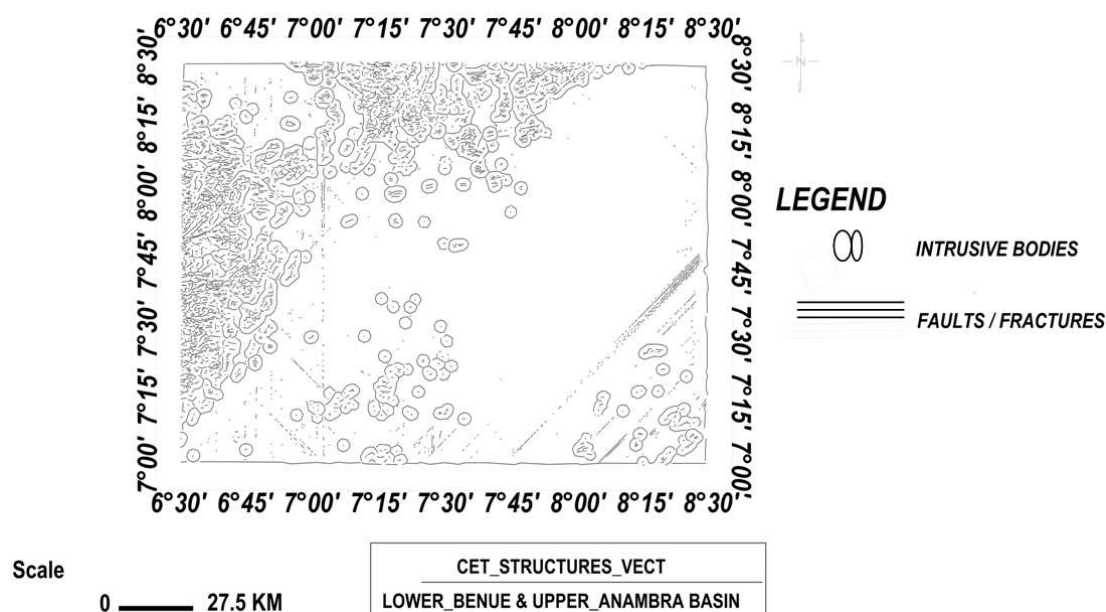 6°30' 6°45' 7°00' 7°15' 7°30' 7°45' 8°00' 8°15' 8°30'
8°30' 8°15' 8°00' 7°45' 7°30' 7°15' 7°00'
8°30' 8°15' 8°00' 7°45' 7°30' 7°15' 7°00'
N
LEGEND
INTRUSIVE BODIES
FAULTS / FRACTURES
6°30' 6°45' 7°00' 7°15' 7°30' 7°45' 8°00' 8°15' 8°30'
Scale
0 27.5 KM
CET_STRUCTURES_VECT
LOWER_BENUE & UPPER_ANAMBRA BASIN